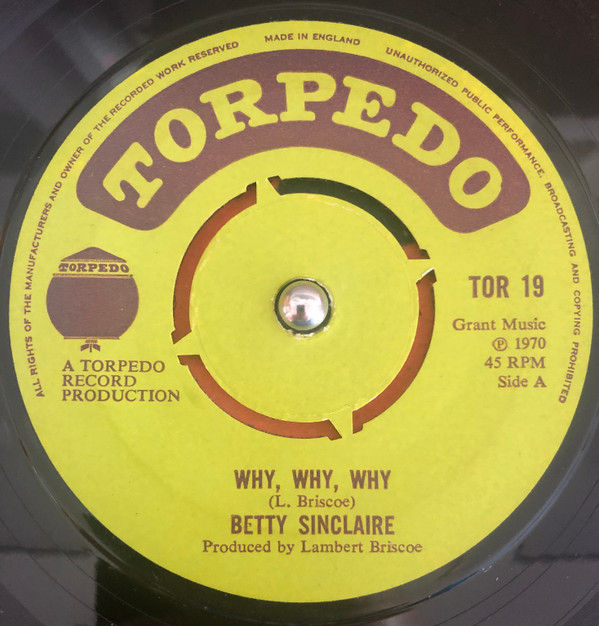 ALL RIGHTS OF THE MANUFACTURERS AND OWNER OF THE RECORDED WORK RESERVED
MADE IN ENGLAND
UNAUTHORIZED PUBLIC PERFORMANCE, BROADCASTING AND COPYING PROHIBITED
TORPEDO
TORPEDO
A TORPEDO
RECORD
PRODUCTION
TOR 19
Grant Music
℗ 1970
45 RPM
Side A
WHY, WHY, WHY
(L. Briscoe)
BETTY SINCLAIRE
Produced by Lambert Briscoe